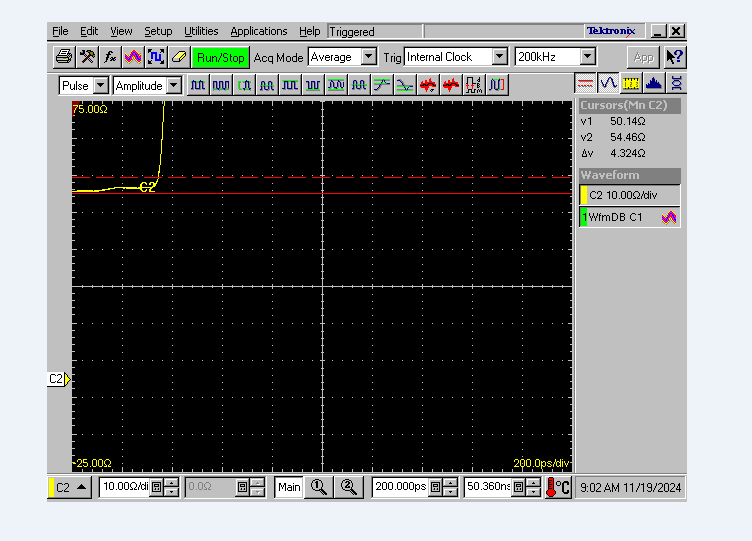 File Edit View Setup Utilities Applications Help Triggered Tektronix
Run/Stop Acq Mode Average Trig Internal Clock 200kHz App
Pulse Amplitude
75.00Ω
Cursors(Mn C2)
v1 50.14Ω
v2 54.46Ω
Δv 4.324Ω
Waveform
C2 10.00Ω/div
1 WfmDB C1
C2
C2
-25.00Ω
200.0ps/div
C2 10.00Ω/di 0.0Ω Main 1 2 200.000ps 50.360ns °C 9:02 AM 11/19/2024